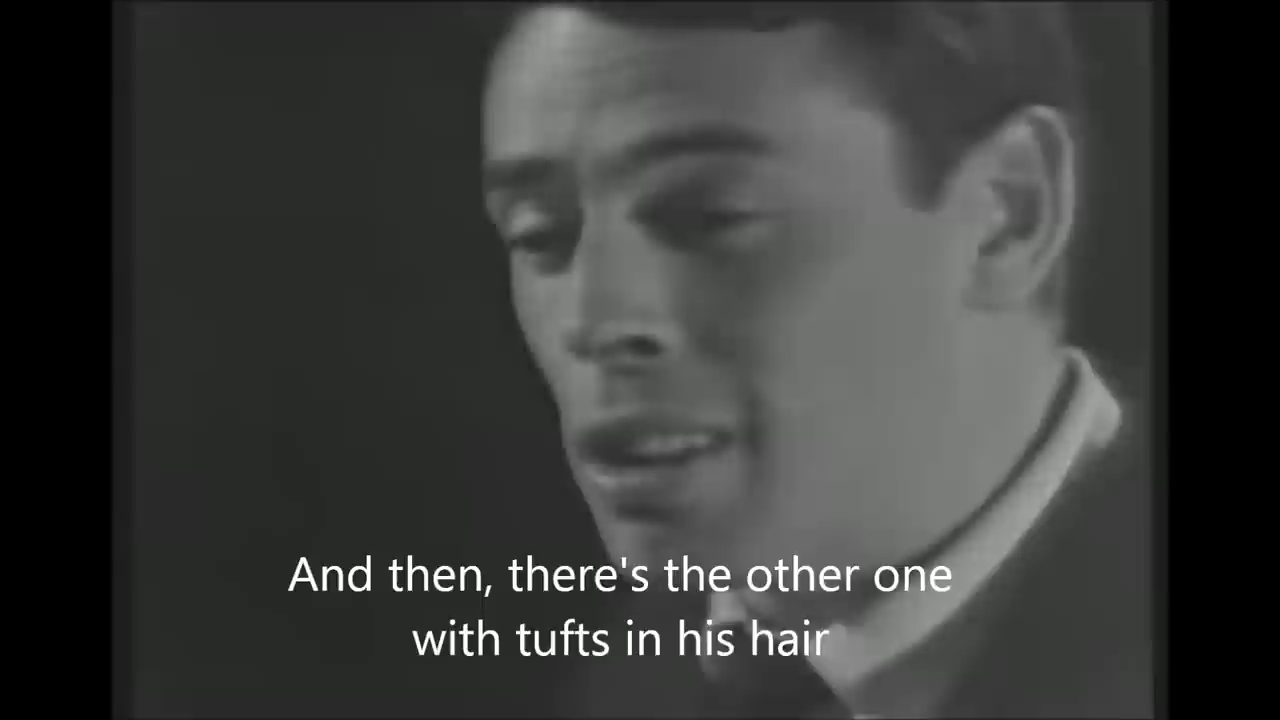 And then, there's the other one
with tufts in his hair